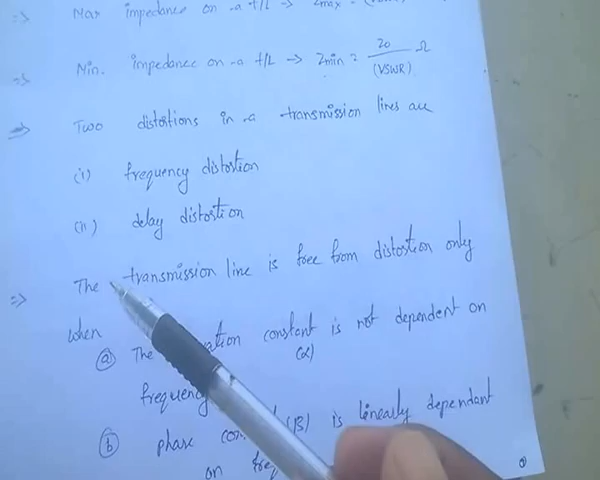 ⇒ Max impedance on a T/L → Zmax =
⇒ Min. impedance on a T/L → Zmin = Z0/(VSWR) Ω
⇒ Two distortions in a transmission lines are
(i) frequency distortion
(ii) delay distortion
⇒ The transmission line is free from distortion only
when
(a) The constant is not dependent on
(α)
frequency
(b) phase (β) is linearly dependant
on